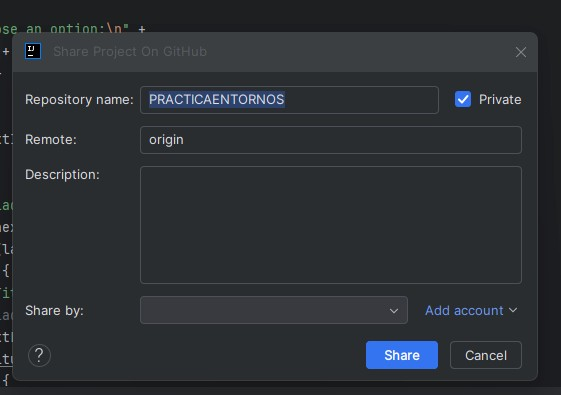 ose an option:\n" +
+
IJ
Share Project On GitHub
Repository name: PRACTICAENTORNOS Private
Remote: origin
Description:
Share by: Add account
{
? Share Cancel
{